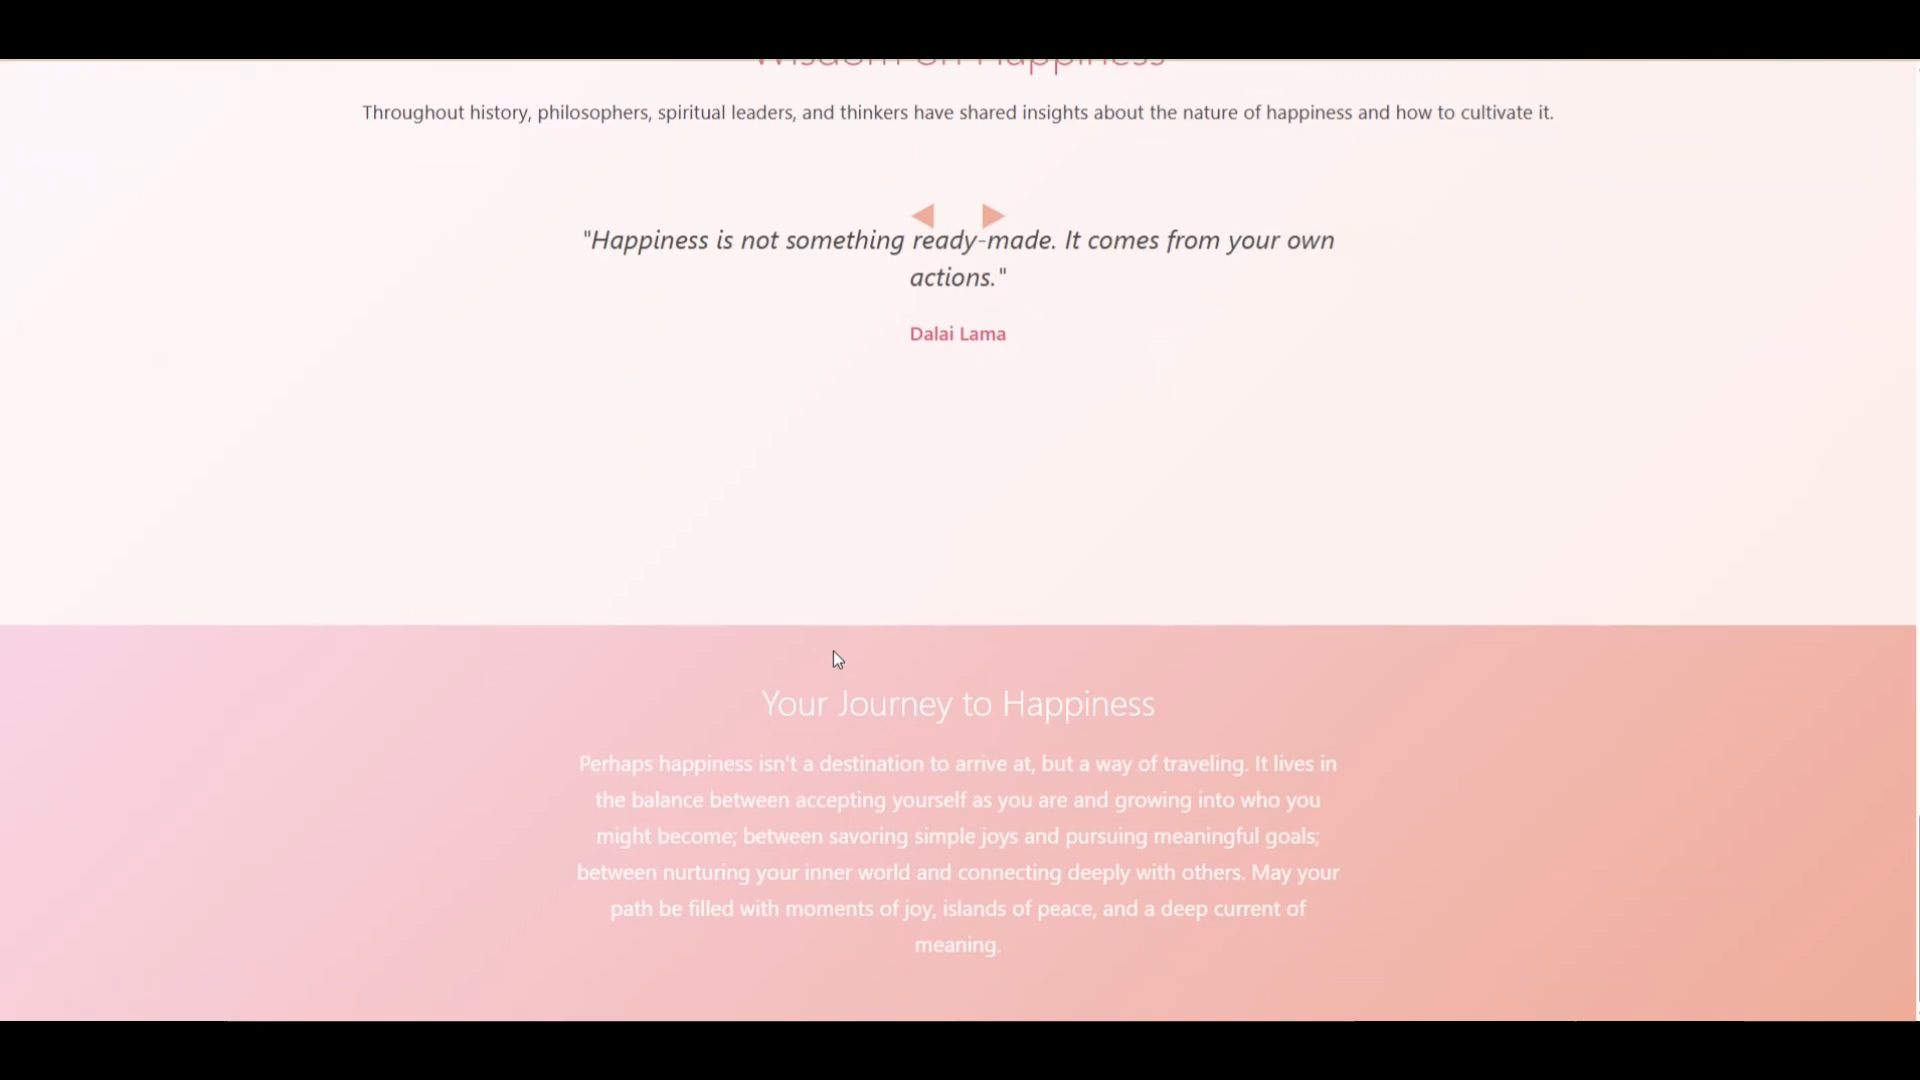 Wisdom on Happiness
Throughout history, philosophers, spiritual leaders, and thinkers have shared insights about the nature of happiness and how to cultivate it.
"Happiness is not something ready-made. It comes from your own
actions."
Dalai Lama
Your Journey to Happiness
Perhaps happiness isn't a destination to arrive at, but a way of traveling. It lives in
the balance between accepting yourself as you are and growing into who you
might become; between savoring simple joys and pursuing meaningful goals;
between nurturing your inner world and connecting deeply with others. May your
path be filled with moments of joy, islands of peace, and a deep current of
meaning.